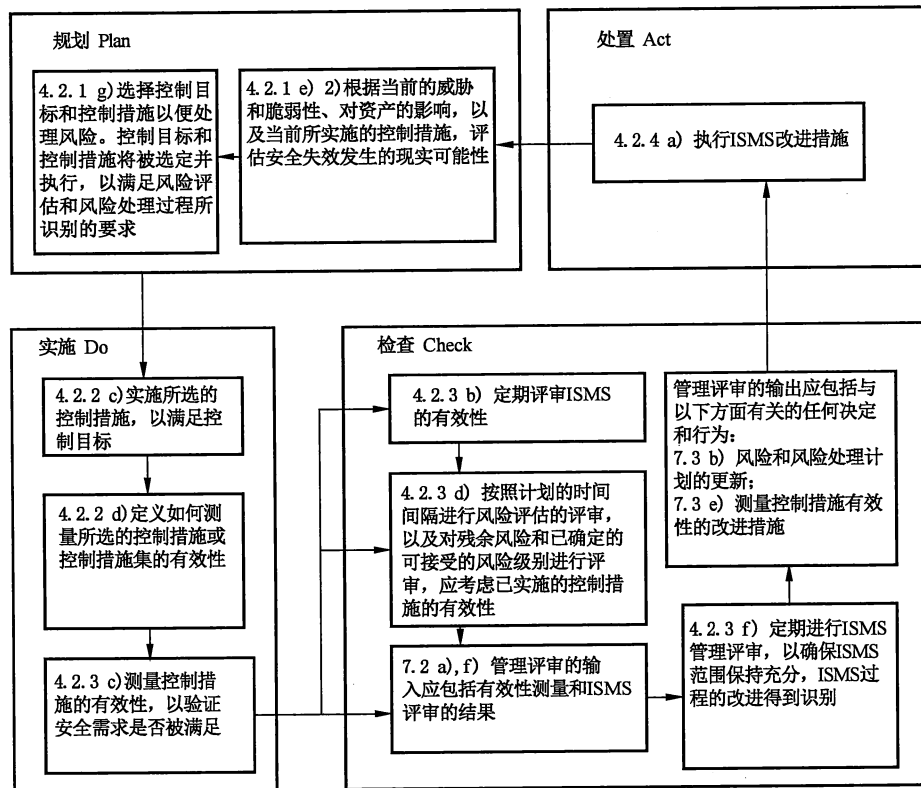 规划 Plan
4.2.1 g)选择控制目
标和控制措施以便处
理风险。控制目标和
控制措施将被选定并
执行，以满足风险评
估和风险处理过程所
识别的要求
4.2.1 e) 2)根据当前的威胁
和脆弱性、对资产的影响，以
及当前所实施的控制措施，评
估安全失效发生的现实可能性
处置 Act
4.2.4 a) 执行ISMS改进措施
实施 Do
4.2.2 c)实施所选的
控制措施，以满足控
制目标
4.2.2 d)定义如何测
量所选的控制措施或
控制措施集的有效性
4.2.3 c)测量控制措
施的有效性，以验证
安全需求是否被满足
检查 Check
4.2.3 b) 定期评审ISMS
的有效性
4.2.3 d) 按照计划的时间
间隔进行风险评估的评审，
以及对残余风险和已确定的
可接受的风险级别进行评
审，应考虑已实施的控制措
施的有效性
7.2 a),f) 管理评审的输
入应包括有效性测量和ISMS
评审的结果
管理评审的输出应包括与
以下方面有关的任何决定
和行为：
7.3 b) 风险和风险处理计
划的更新；
7.3 e) 测量控制措施有效
性的改进措施
4.2.3 f) 定期进行ISMS
管理评审，以确保ISMS
范围保持充分，ISMS过
程的改进得到识别